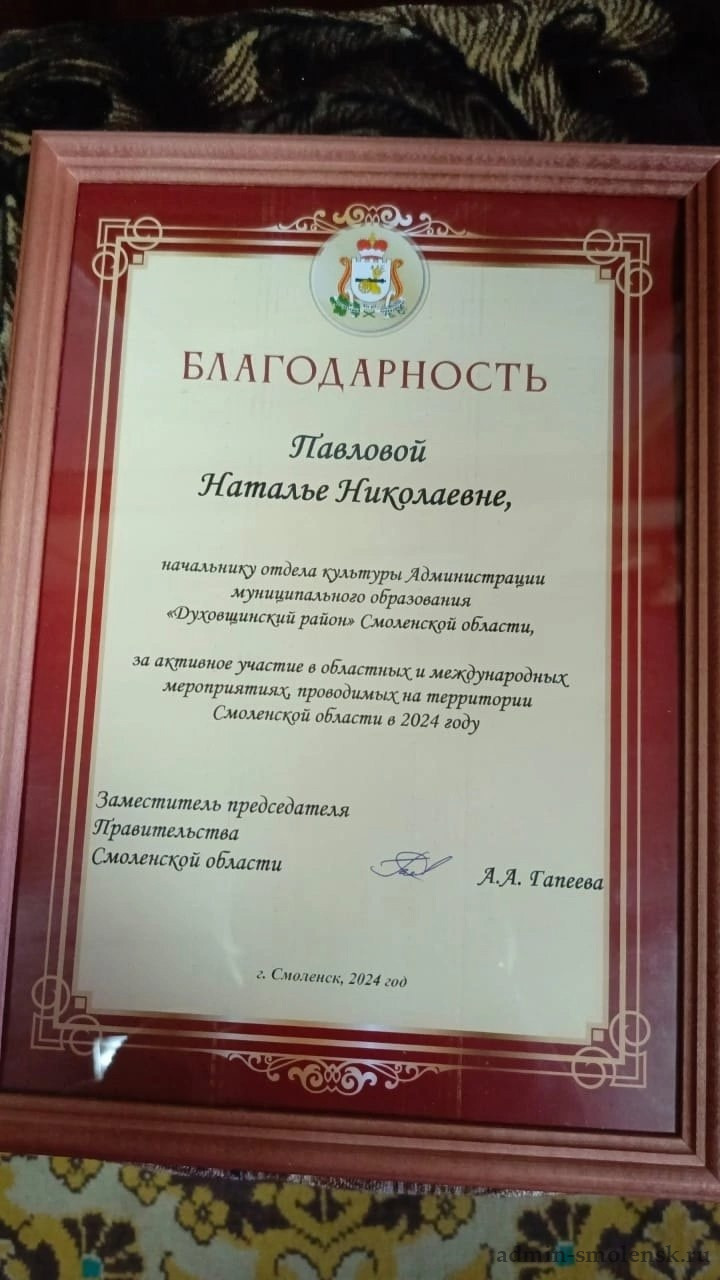 БЛАГОДАРНОСТЬ
Павловой
Наталье Николаевне,
начальнику отдела культуры Администрации
муниципального образования
«Духовщинский район» Смоленской области,
за активное участие в областных и международных
мероприятиях, проводимых на территории
Смоленской области в 2024 году
Заместитель председателя
Правительства
Смоленской области
А.А. Гапеева
г. Смоленск, 2024 год
admin-smolensk.ru